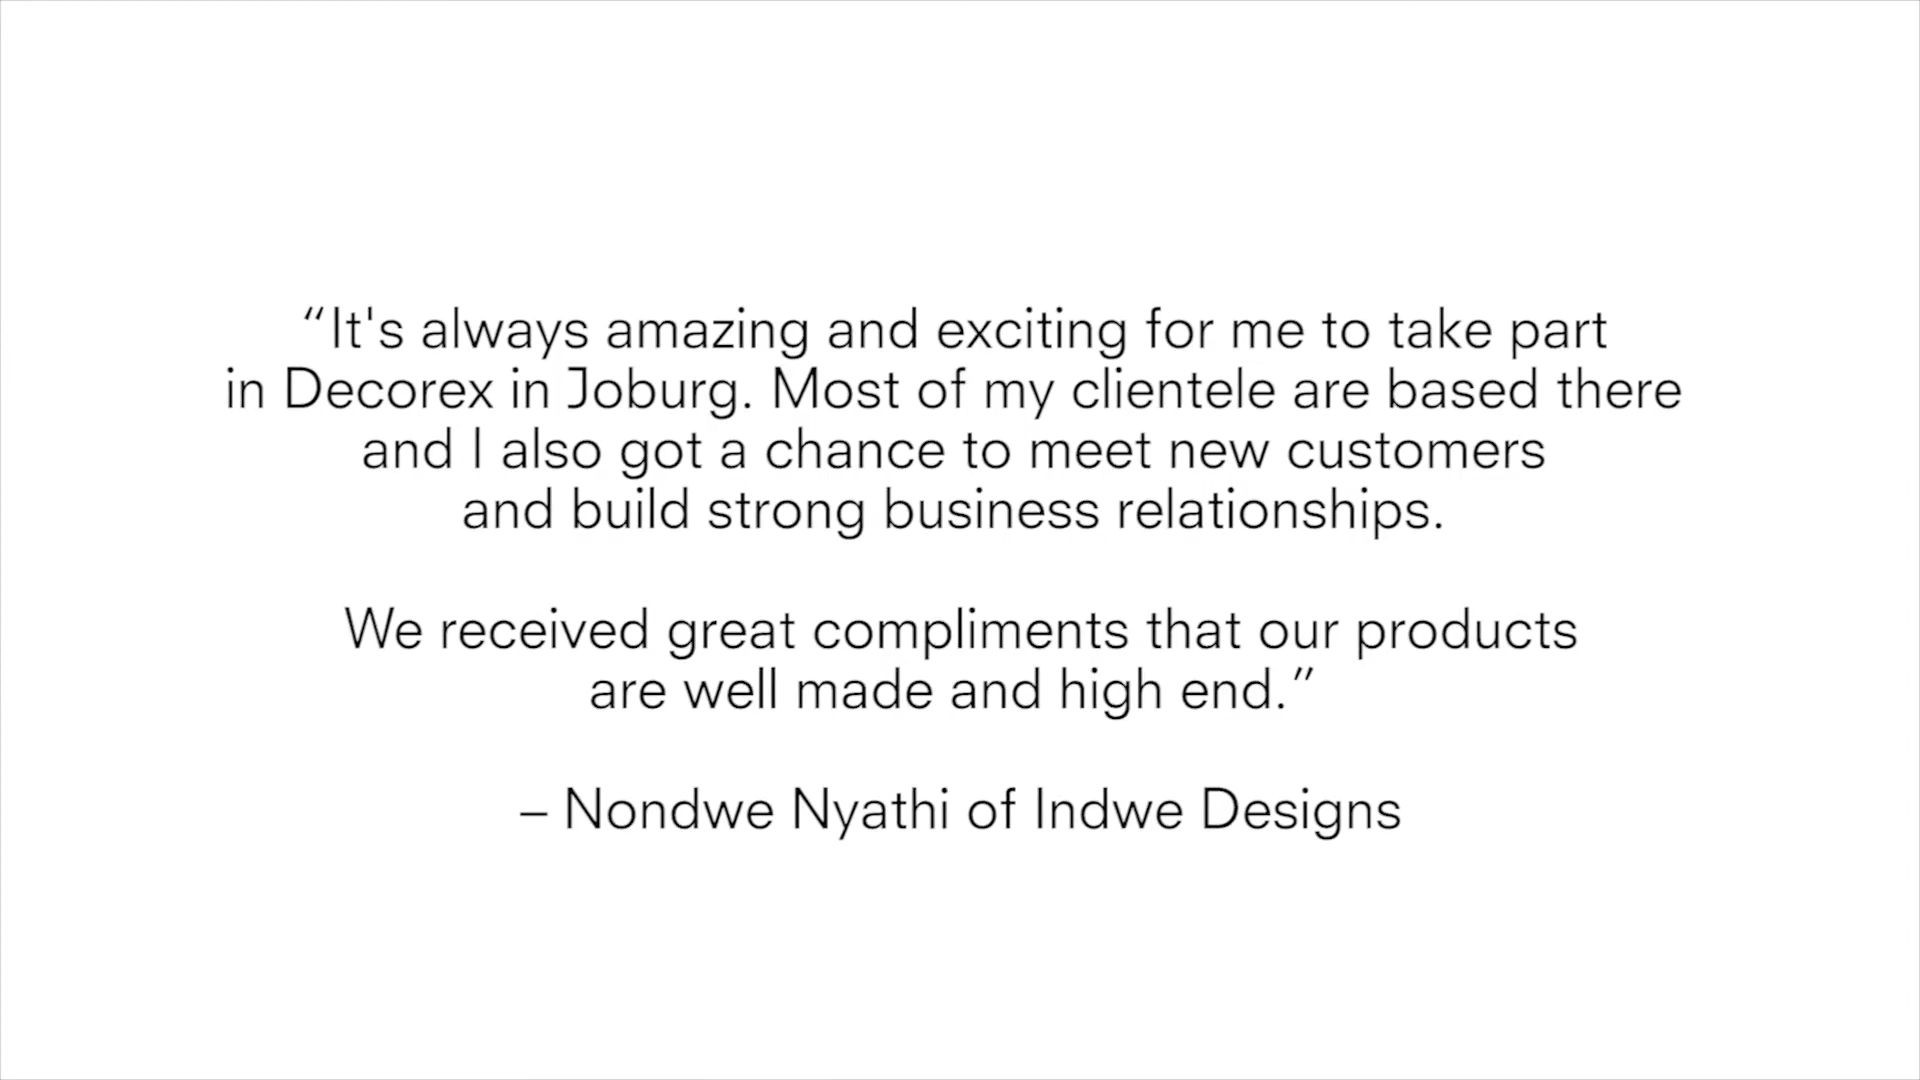 “It's always amazing and exciting for me to take part
in Decorex in Joburg. Most of my clientele are based there
and I also got a chance to meet new customers
and build strong business relationships.
We received great compliments that our products
are well made and high end.”
– Nondwe Nyathi of Indwe Designs